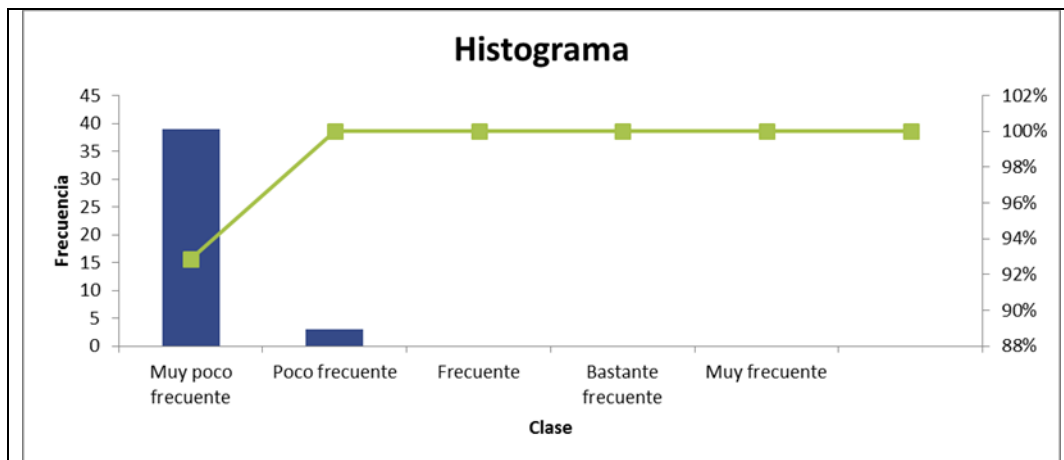 Histograma
45
40
35
30
25
20
15
10
5
0
Frecuencia
102%
100%
98%
96%
94%
92%
90%
88%
Muy poco
frecuente
Poco frecuente
Frecuente
Bastante
frecuente
Muy frecuente
Clase